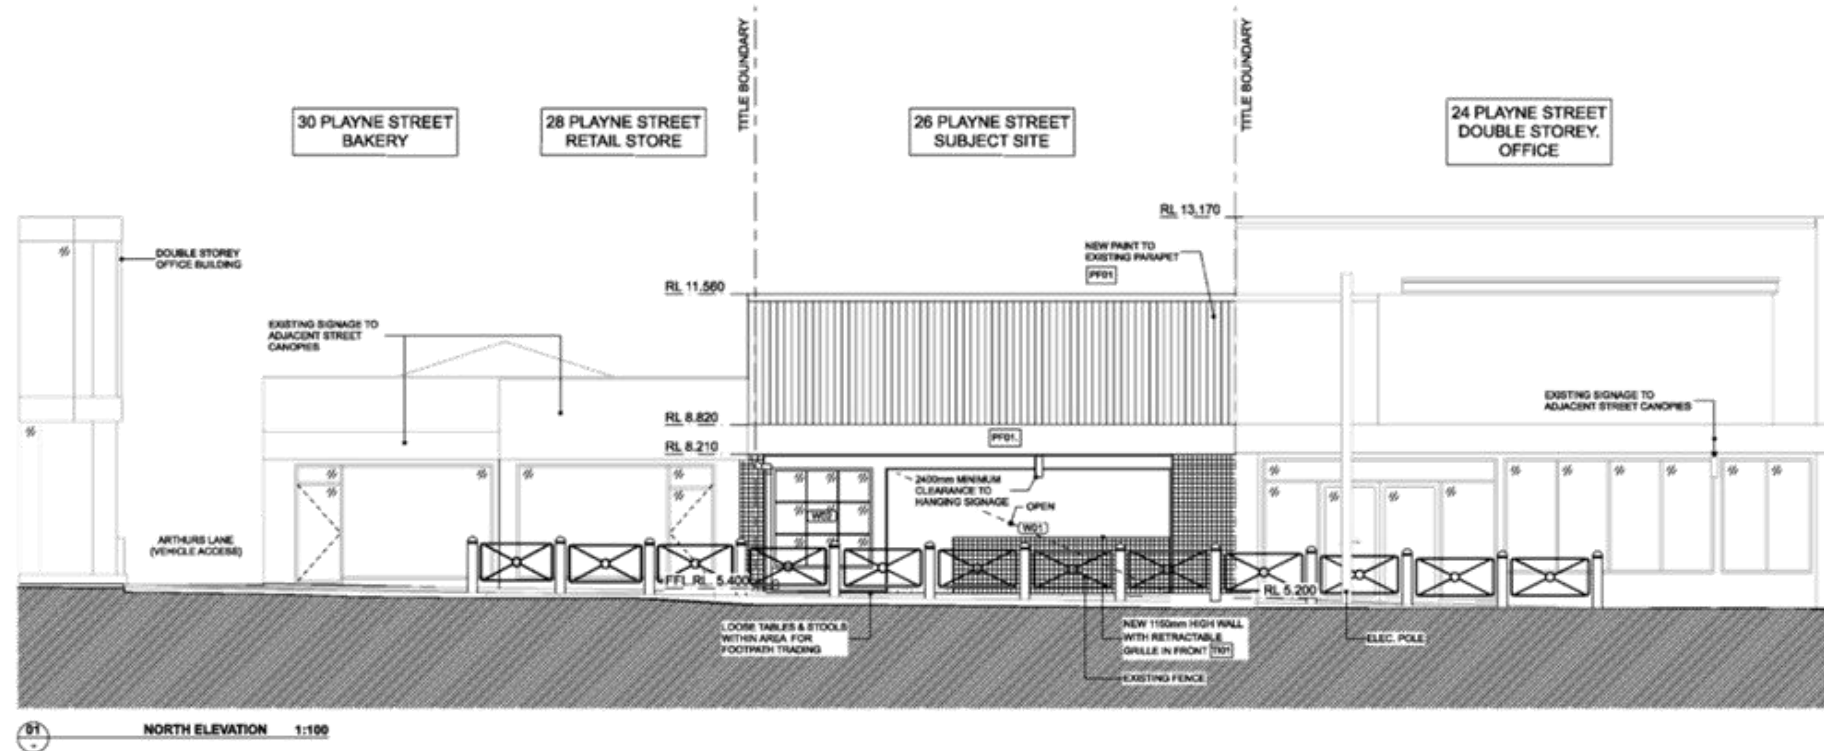 TITLE BOUNDARY
TITLE BOUNDARY
30 PLAYNE STREET
BAKERY
28 PLAYNE STREET
RETAIL STORE
26 PLAYNE STREET
SUBJECT SITE
24 PLAYNE STREET
DOUBLE STOREY.
OFFICE
RL 13.170
DOUBLE STOREY
OFFICE BUILDING
NEW PAINT TO
EXISTING PARAPET
PF01
RL 11.560
EXISTING SIGNAGE TO
ADJACENT STREET
CANOPIES
EXISTING SIGNAGE TO
ADJACENT STREET CANOPIES
RL 8.820
PF01.
RL 8.210
2400mm MINIMUM
CLEARANCE TO
HANGING SIGNAGE
OPEN
W02
W01
ARTHURS LANE
(VEHICLE ACCESS)
FFL RL. 5.400
RL 5.200
LOOSE TABLES & STOOLS
WITHIN AREA FOR
FOOTPATH TRADING
NEW 1150mm HIGH WALL
WITH RETRACTABLE
GRILLE IN FRONT TI01
ELEC. POLE
EXISTING FENCE
01
NORTH ELEVATION 1:100